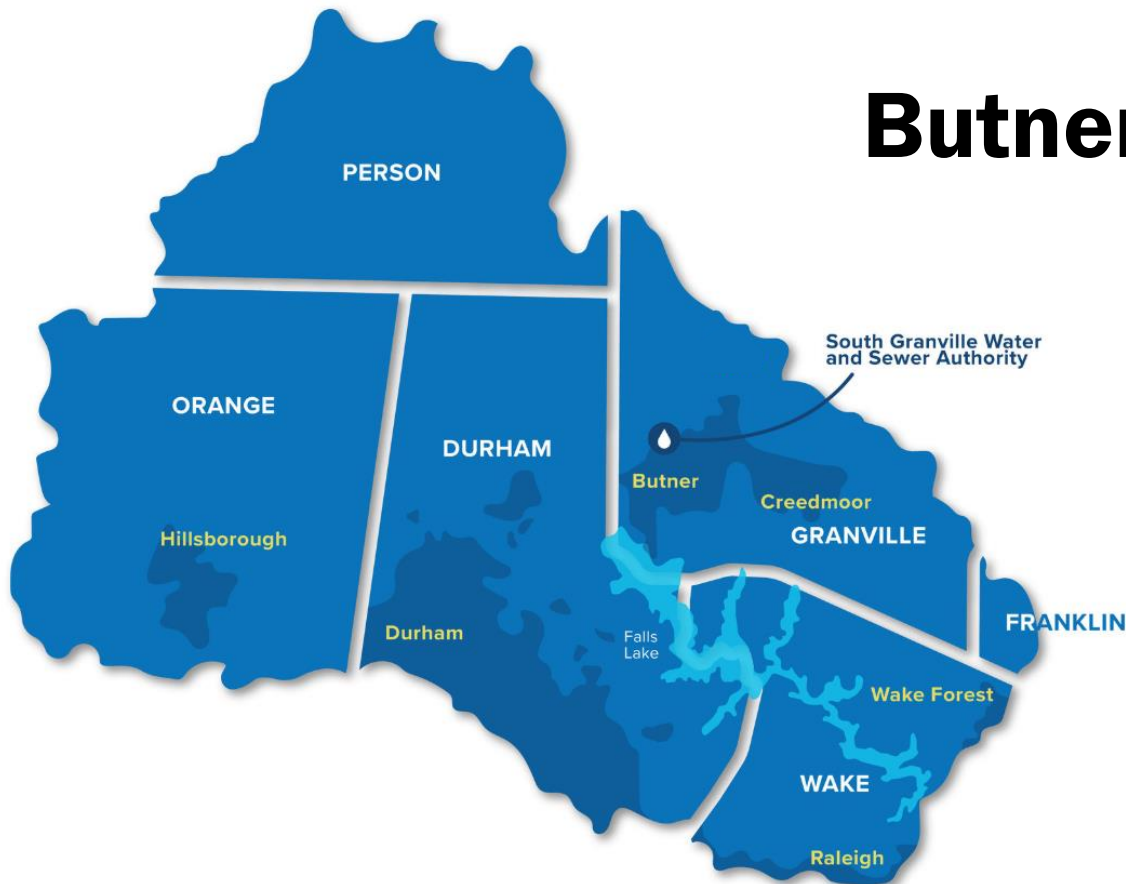 Butner
PERSON
South Granville Water
and Sewer Authority
ORANGE
DURHAM
Butner
Creedmoor
GRANVILLE
Hillsborough
FRANKLIN
Durham
Falls
Lake
Wake Forest
WAKE
Raleigh